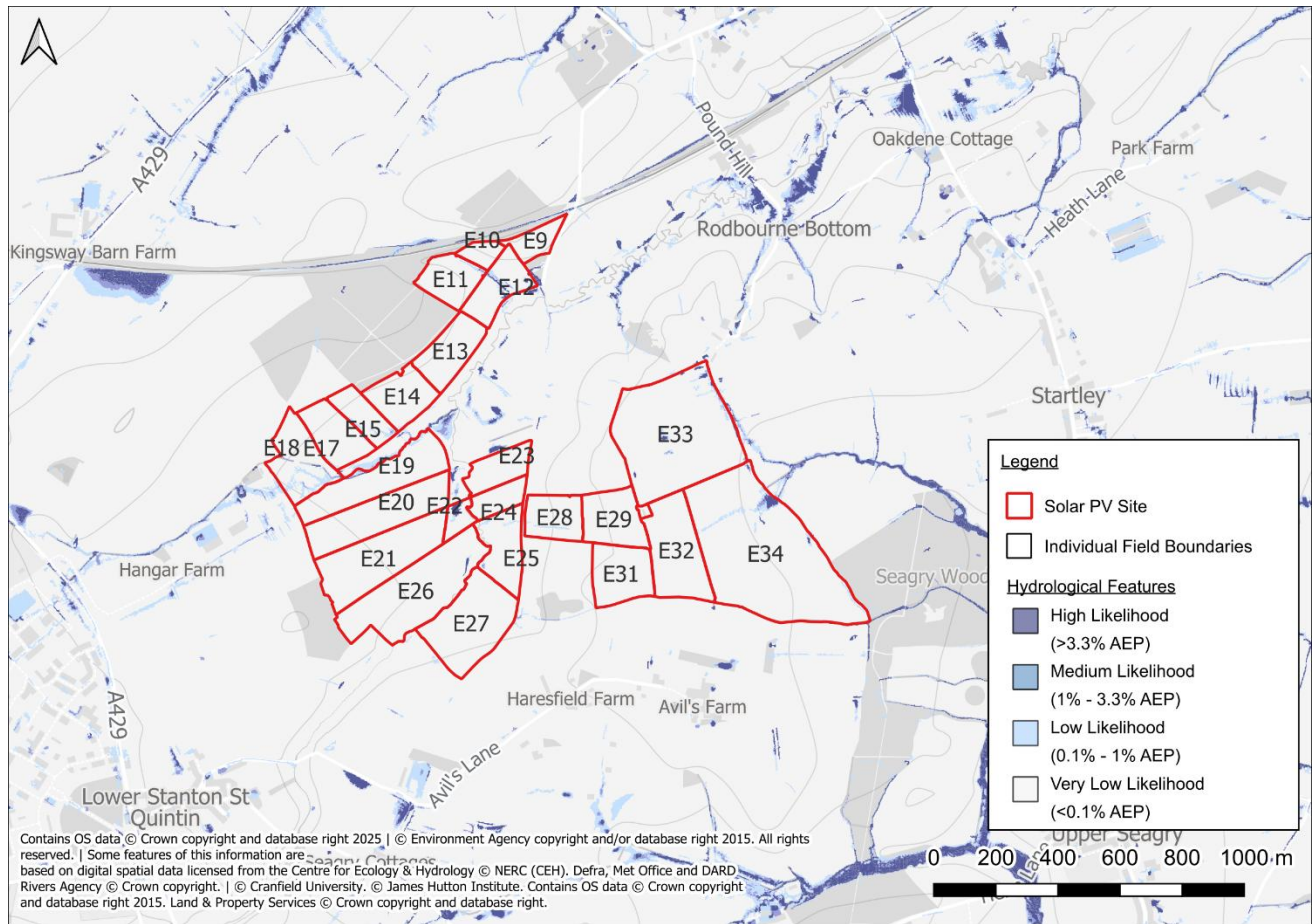 A429
Pound Hill
Oakdene Cottage
Park Farm
Heath-Lane
Rodbourne Bottom
Kingsway Barn Farm
E10
E9
E11
E12
E13
E14
E15
E18
E17
E19
E20
E22
E23
E24
E21
E25
E26
E27
E28
E29
E31
E32
E33
E34
Startley
Hangar Farm
Seagry Wood
Haresfield Farm
Avil's Farm
A429
Avil's Lane
Lower Stanton St
Quintin
Seagry Cottages
Upper Seagry
Legend
Solar PV Site
Individual Field Boundaries
Hydrological Features
High Likelihood
(>3.3% AEP)
Medium Likelihood
(1% - 3.3% AEP)
Low Likelihood
(0.1% - 1% AEP)
Very Low Likelihood
(<0.1% AEP)
0 200 400 600 800 1000 m
Contains OS data © Crown copyright and database right 2025 | © Environment Agency copyright and/or database right 2015. All rights
reserved. | Some features of this information are
based on digital spatial data licensed from the Centre for Ecology & Hydrology © NERC (CEH). Defra, Met Office and DARD
Rivers Agency © Crown copyright. | © Cranfield University. © James Hutton Institute. Contains OS data © Crown copyright
and database right 2015. Land & Property Services © Crown copyright and database right.